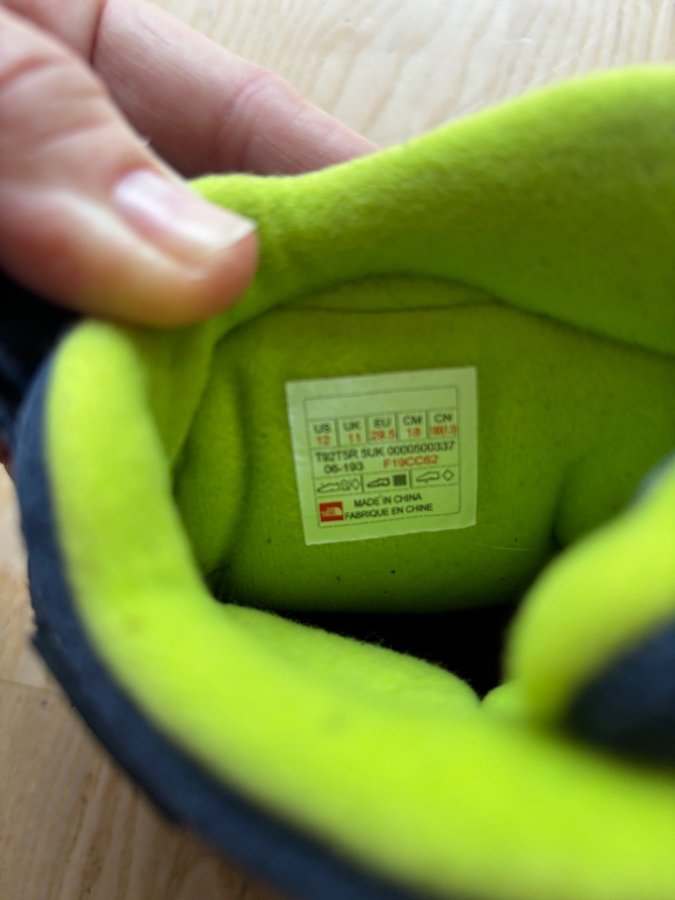 US UK EU CM CN
12 11 29.5 18
T92T5R 5UK 0000500337
06-193 F19CC62
MADE IN CHINA
FABRIQUE EN CHINE